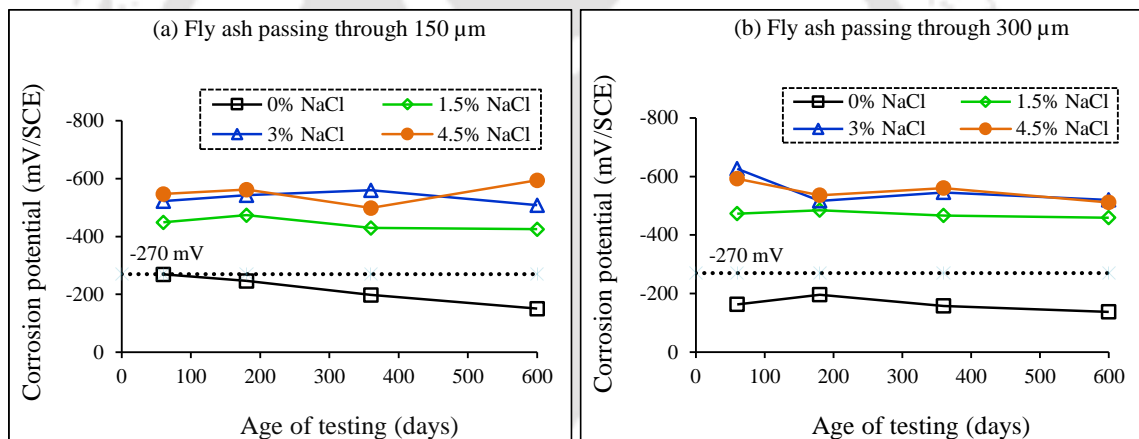 (a) Fly ash passing through 150 µm
0% NaCl
1.5% NaCl
3% NaCl
4.5% NaCl
-800
-600
-400
-200
0
-270 mV
0
100
200
300
400
500
600
Corrosion potential (mV/SCE)
Age of testing (days)
(b) Fly ash passing through 300 µm
0% NaCl
1.5% NaCl
3% NaCl
4.5% NaCl
-800
-600
-400
-200
0
-270 mV
0
100
200
300
400
500
600
Corrosion potential (mV/SCE)
Age of testing (days)